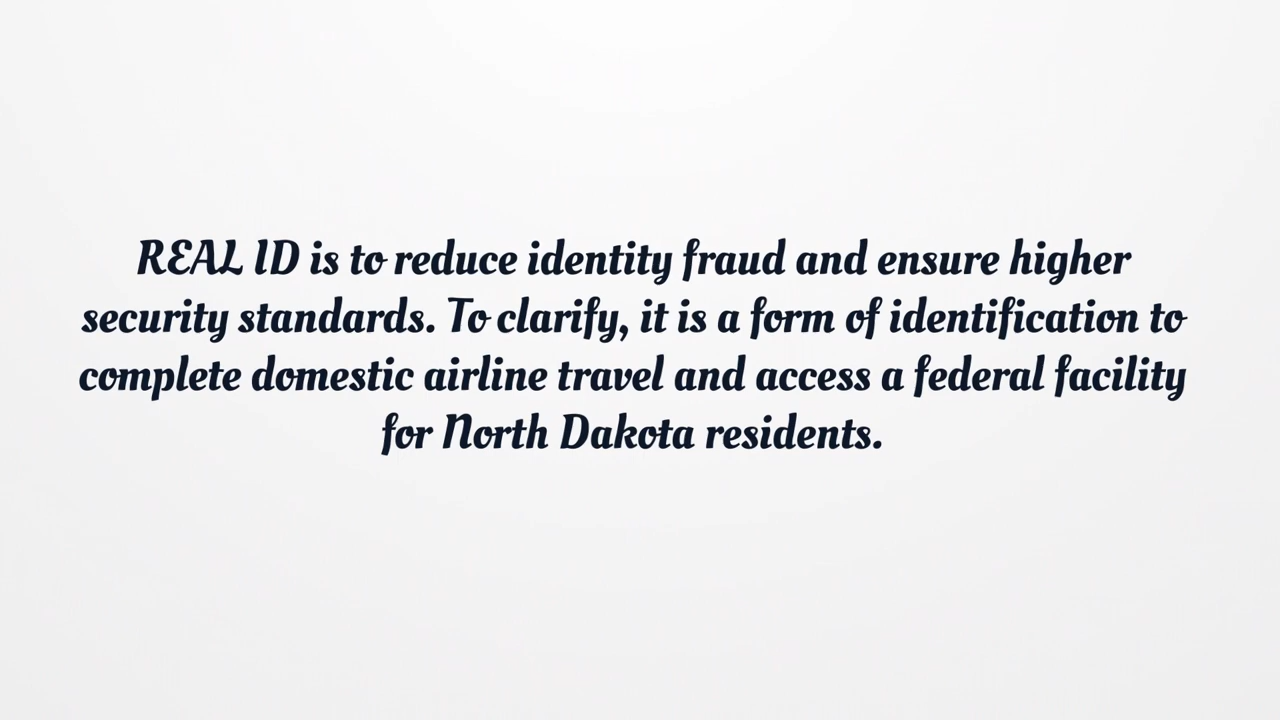 REAL ID is to reduce identity fraud and ensure higher
security standards. To clarify, it is a form of identification to
complete domestic airline travel and access a federal facility
for North Dakota residents.